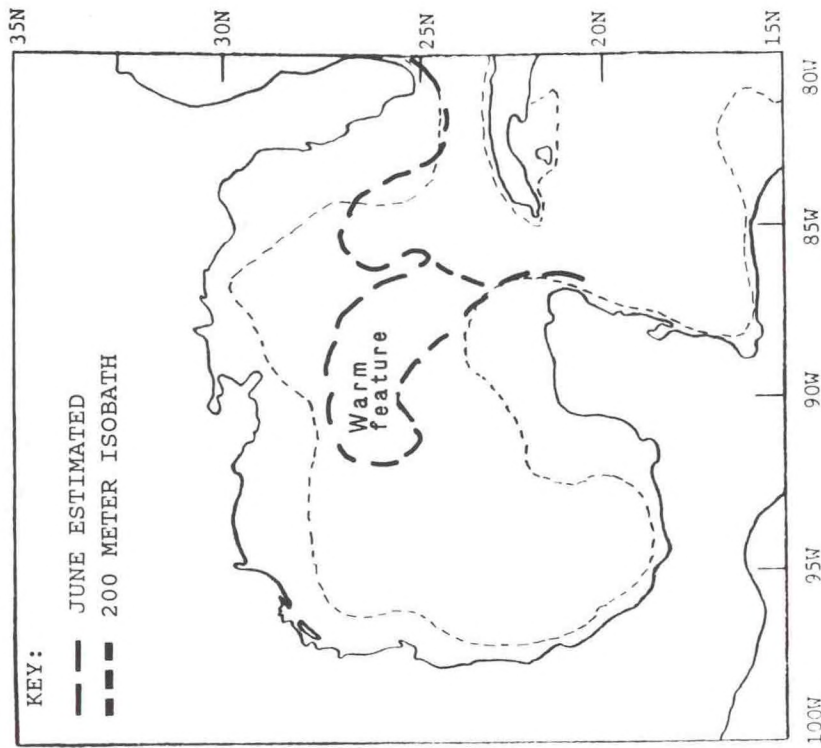 KEY:
JUNE ESTIMATED
200 METER ISOBATH
Warm
feature
35N
30N
25N
20N
15N
100W
95W
90W
85W
80W